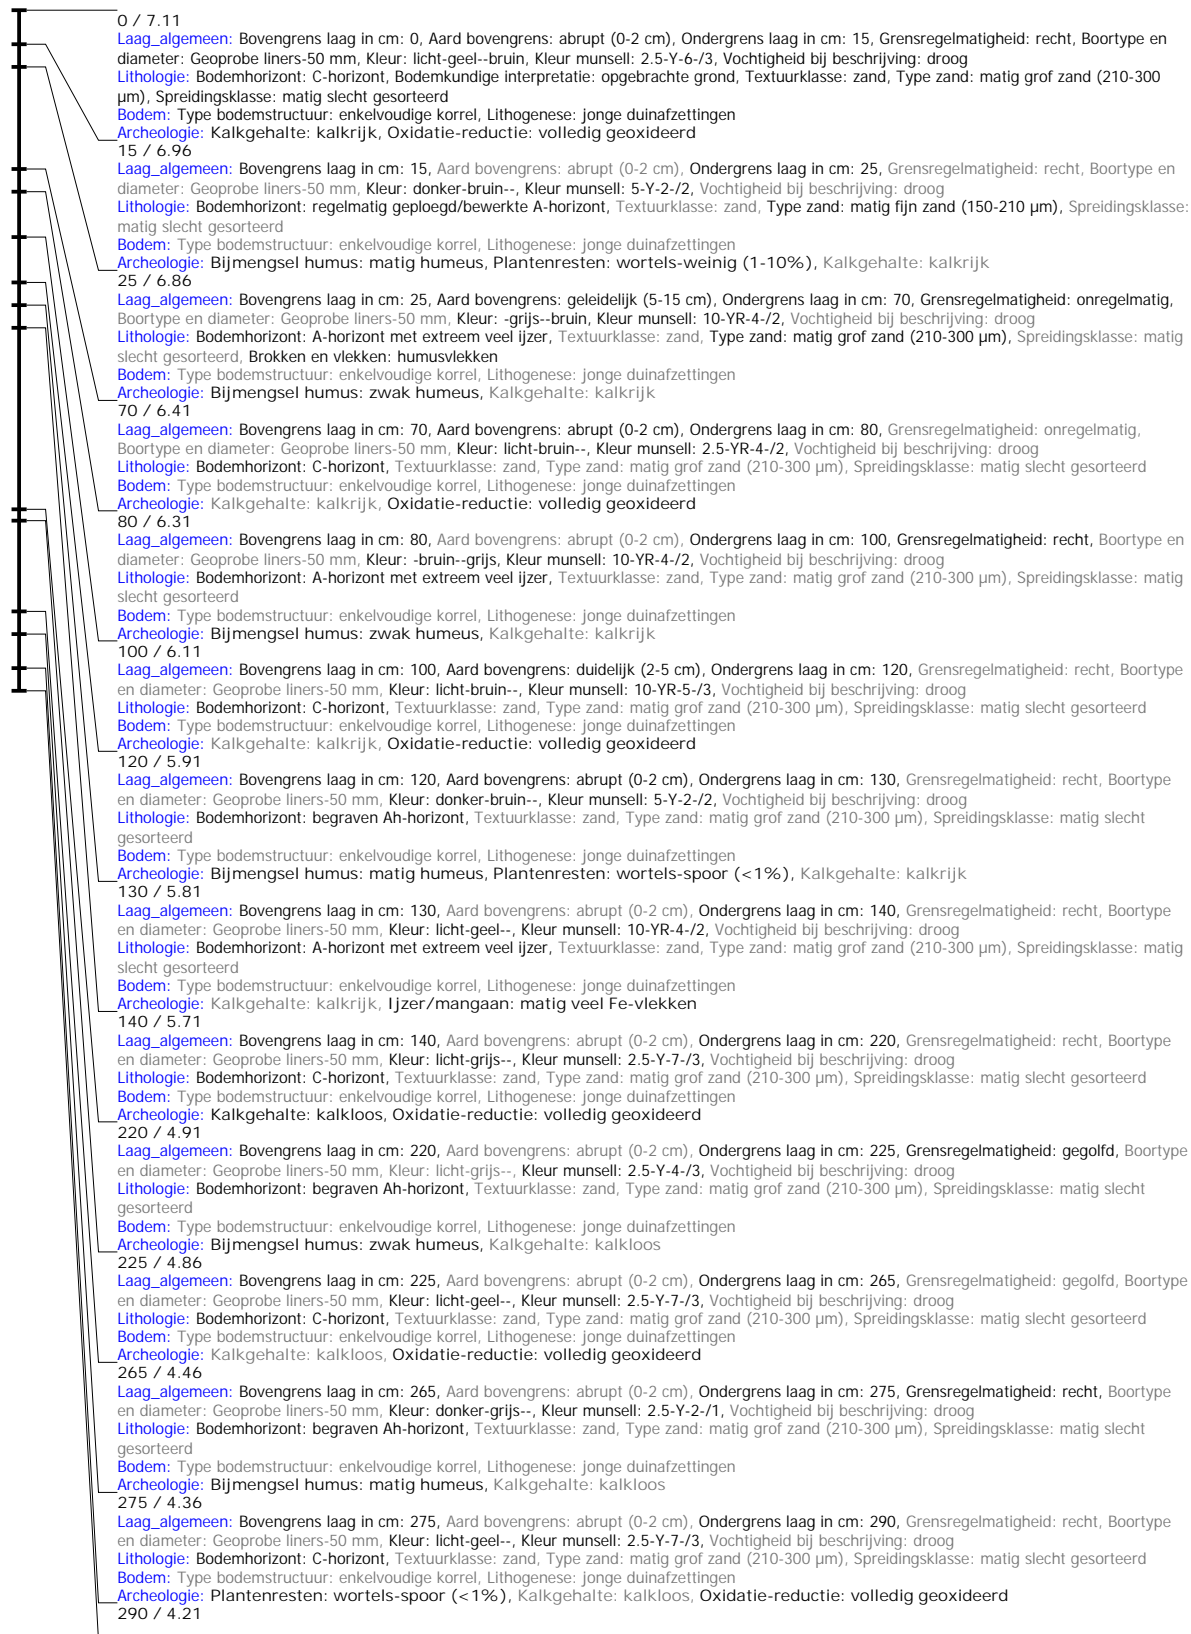 0 / 7.11
Laag_algemeen: Bovengrens laag in cm: 0, Aard bovengrens: abrupt (0-2 cm), Ondergrens laag in cm: 15, Grensregelmatigheid: recht, Boortype en
diameter: Geoprobe liners-50 mm, Kleur: licht-geel--bruin, Kleur munsell: 2.5-Y-6-/3, Vochtigheid bij beschrijving: droog
Lithologie: Bodemhorizont: C-horizont, Bodemkundige interpretatie: opgebrachte grond, Textuurklasse: zand, Type zand: matig grof zand (210-300
µm), Spreidingsklasse: matig slecht gesorteerd
Bodem: Type bodemstructuur: enkelvoudige korrel, Lithogenese: jonge duinafzettingen
Archeologie: Kalkgehalte: kalkrijk, Oxidatie-reductie: volledig geoxideerd
15 / 6.96
Laag_algemeen: Bovengrens laag in cm: 15, Aard bovengrens: abrupt (0-2 cm), Ondergrens laag in cm: 25, Grensregelmatigheid: recht, Boortype en
diameter: Geoprobe liners-50 mm, Kleur: donker-bruin--, Kleur munsell: 5-Y-2-/2, Vochtigheid bij beschrijving: droog
Lithologie: Bodemhorizont: regelmatig geploegd/bewerkte A-horizont, Textuurklasse: zand, Type zand: matig fijn zand (150-210 µm), Spreidingsklasse:
matig slecht gesorteerd
Bodem: Type bodemstructuur: enkelvoudige korrel, Lithogenese: jonge duinafzettingen
Archeologie: Bijmengsel humus: matig humeus, Plantenresten: wortels-weinig (1-10%), Kalkgehalte: kalkrijk
25 / 6.86
Laag_algemeen: Bovengrens laag in cm: 25, Aard bovengrens: geleidelijk (5-15 cm), Ondergrens laag in cm: 70, Grensregelmatigheid: onregelmatig,
Boortype en diameter: Geoprobe liners-50 mm, Kleur: -grijs--bruin, Kleur munsell: 10-YR-4-/2, Vochtigheid bij beschrijving: droog
Lithologie: Bodemhorizont: A-horizont met extreem veel ijzer, Textuurklasse: zand, Type zand: matig grof zand (210-300 µm), Spreidingsklasse: matig
slecht gesorteerd, Brokken en vlekken: humusvlekken
Bodem: Type bodemstructuur: enkelvoudige korrel, Lithogenese: jonge duinafzettingen
Archeologie: Bijmengsel humus: zwak humeus, Kalkgehalte: kalkrijk
70 / 6.41
Laag_algemeen: Bovengrens laag in cm: 70, Aard bovengrens: abrupt (0-2 cm), Ondergrens laag in cm: 80, Grensregelmatigheid: onregelmatig,
Boortype en diameter: Geoprobe liners-50 mm, Kleur: licht-bruin--, Kleur munsell: 2.5-YR-4-/2, Vochtigheid bij beschrijving: droog
Lithologie: Bodemhorizont: C-horizont, Textuurklasse: zand, Type zand: matig grof zand (210-300 µm), Spreidingsklasse: matig slecht gesorteerd
Bodem: Type bodemstructuur: enkelvoudige korrel, Lithogenese: jonge duinafzettingen
Archeologie: Kalkgehalte: kalkrijk, Oxidatie-reductie: volledig geoxideerd
80 / 6.31
Laag_algemeen: Bovengrens laag in cm: 80, Aard bovengrens: abrupt (0-2 cm), Ondergrens laag in cm: 100, Grensregelmatigheid: recht, Boortype en
diameter: Geoprobe liners-50 mm, Kleur: -bruin--grijs, Kleur munsell: 10-YR-4-/2, Vochtigheid bij beschrijving: droog
Lithologie: Bodemhorizont: A-horizont met extreem veel ijzer, Textuurklasse: zand, Type zand: matig grof zand (210-300 µm), Spreidingsklasse: matig
slecht gesorteerd
Bodem: Type bodemstructuur: enkelvoudige korrel, Lithogenese: jonge duinafzettingen
Archeologie: Bijmengsel humus: zwak humeus, Kalkgehalte: kalkrijk
100 / 6.11
Laag_algemeen: Bovengrens laag in cm: 100, Aard bovengrens: duidelijk (2-5 cm), Ondergrens laag in cm: 120, Grensregelmatigheid: recht, Boortype
en diameter: Geoprobe liners-50 mm, Kleur: licht-bruin--, Kleur munsell: 10-YR-5-/3, Vochtigheid bij beschrijving: droog
Lithologie: Bodemhorizont: C-horizont, Textuurklasse: zand, Type zand: matig grof zand (210-300 µm), Spreidingsklasse: matig slecht gesorteerd
Bodem: Type bodemstructuur: enkelvoudige korrel, Lithogenese: jonge duinafzettingen
Archeologie: Kalkgehalte: kalkrijk, Oxidatie-reductie: volledig geoxideerd
120 / 5.91
Laag_algemeen: Bovengrens laag in cm: 120, Aard bovengrens: abrupt (0-2 cm), Ondergrens laag in cm: 130, Grensregelmatigheid: recht, Boortype
en diameter: Geoprobe liners-50 mm, Kleur: donker-bruin--, Kleur munsell: 5-Y-2-/2, Vochtigheid bij beschrijving: droog
Lithologie: Bodemhorizont: begraven Ah-horizont, Textuurklasse: zand, Type zand: matig grof zand (210-300 µm), Spreidingsklasse: matig slecht
gesorteerd
Bodem: Type bodemstructuur: enkelvoudige korrel, Lithogenese: jonge duinafzettingen
Archeologie: Bijmengsel humus: matig humeus, Plantenresten: wortels-spoor (<1%), Kalkgehalte: kalkrijk
130 / 5.81
Laag_algemeen: Bovengrens laag in cm: 130, Aard bovengrens: abrupt (0-2 cm), Ondergrens laag in cm: 140, Grensregelmatigheid: recht, Boortype
en diameter: Geoprobe liners-50 mm, Kleur: licht-geel--, Kleur munsell: 10-YR-4-/2, Vochtigheid bij beschrijving: droog
Lithologie: Bodemhorizont: A-horizont met extreem veel ijzer, Textuurklasse: zand, Type zand: matig grof zand (210-300 µm), Spreidingsklasse: matig
slecht gesorteerd
Bodem: Type bodemstructuur: enkelvoudige korrel, Lithogenese: jonge duinafzettingen
Archeologie: Kalkgehalte: kalkrijk, Ijzer/mangaan: matig veel Fe-vlekken
140 / 5.71
Laag_algemeen: Bovengrens laag in cm: 140, Aard bovengrens: abrupt (0-2 cm), Ondergrens laag in cm: 220, Grensregelmatigheid: recht, Boortype
en diameter: Geoprobe liners-50 mm, Kleur: licht-grijs--, Kleur munsell: 2.5-Y-7-/3, Vochtigheid bij beschrijving: droog
Lithologie: Bodemhorizont: C-horizont, Textuurklasse: zand, Type zand: matig grof zand (210-300 µm), Spreidingsklasse: matig slecht gesorteerd
Bodem: Type bodemstructuur: enkelvoudige korrel, Lithogenese: jonge duinafzettingen
Archeologie: Kalkgehalte: kalkloos, Oxidatie-reductie: volledig geoxideerd
220 / 4.91
Laag_algemeen: Bovengrens laag in cm: 220, Aard bovengrens: abrupt (0-2 cm), Ondergrens laag in cm: 225, Grensregelmatigheid: gegolfd, Boortype
en diameter: Geoprobe liners-50 mm, Kleur: licht-grijs--, Kleur munsell: 2.5-Y-4-/3, Vochtigheid bij beschrijving: droog
Lithologie: Bodemhorizont: begraven Ah-horizont, Textuurklasse: zand, Type zand: matig grof zand (210-300 µm), Spreidingsklasse: matig slecht
gesorteerd
Bodem: Type bodemstructuur: enkelvoudige korrel, Lithogenese: jonge duinafzettingen
Archeologie: Bijmengsel humus: zwak humeus, Kalkgehalte: kalkloos
225 / 4.86
Laag_algemeen: Bovengrens laag in cm: 225, Aard bovengrens: abrupt (0-2 cm), Ondergrens laag in cm: 265, Grensregelmatigheid: gegolfd, Boortype
en diameter: Geoprobe liners-50 mm, Kleur: licht-geel--, Kleur munsell: 2.5-Y-7-/3, Vochtigheid bij beschrijving: droog
Lithologie: Bodemhorizont: C-horizont, Textuurklasse: zand, Type zand: matig grof zand (210-300 µm), Spreidingsklasse: matig slecht gesorteerd
Bodem: Type bodemstructuur: enkelvoudige korrel, Lithogenese: jonge duinafzettingen
Archeologie: Kalkgehalte: kalkloos, Oxidatie-reductie: volledig geoxideerd
265 / 4.46
Laag_algemeen: Bovengrens laag in cm: 265, Aard bovengrens: abrupt (0-2 cm), Ondergrens laag in cm: 275, Grensregelmatigheid: recht, Boortype
en diameter: Geoprobe liners-50 mm, Kleur: donker-grijs--, Kleur munsell: 2.5-Y-2-/1, Vochtigheid bij beschrijving: droog
Lithologie: Bodemhorizont: begraven Ah-horizont, Textuurklasse: zand, Type zand: matig grof zand (210-300 µm), Spreidingsklasse: matig slecht
gesorteerd
Bodem: Type bodemstructuur: enkelvoudige korrel, Lithogenese: jonge duinafzettingen
Archeologie: Bijmengsel humus: matig humeus, Kalkgehalte: kalkloos
275 / 4.36
Laag_algemeen: Bovengrens laag in cm: 275, Aard bovengrens: abrupt (0-2 cm), Ondergrens laag in cm: 290, Grensregelmatigheid: recht, Boortype
en diameter: Geoprobe liners-50 mm, Kleur: licht-geel--, Kleur munsell: 2.5-Y-7-/3, Vochtigheid bij beschrijving: droog
Lithologie: Bodemhorizont: C-horizont, Textuurklasse: zand, Type zand: matig grof zand (210-300 µm), Spreidingsklasse: matig slecht gesorteerd
Bodem: Type bodemstructuur: enkelvoudige korrel, Lithogenese: jonge duinafzettingen
Archeologie: Plantenresten: wortels-spoor (<1%), Kalkgehalte: kalkloos, Oxidatie-reductie: volledig geoxideerd
290 / 4.21